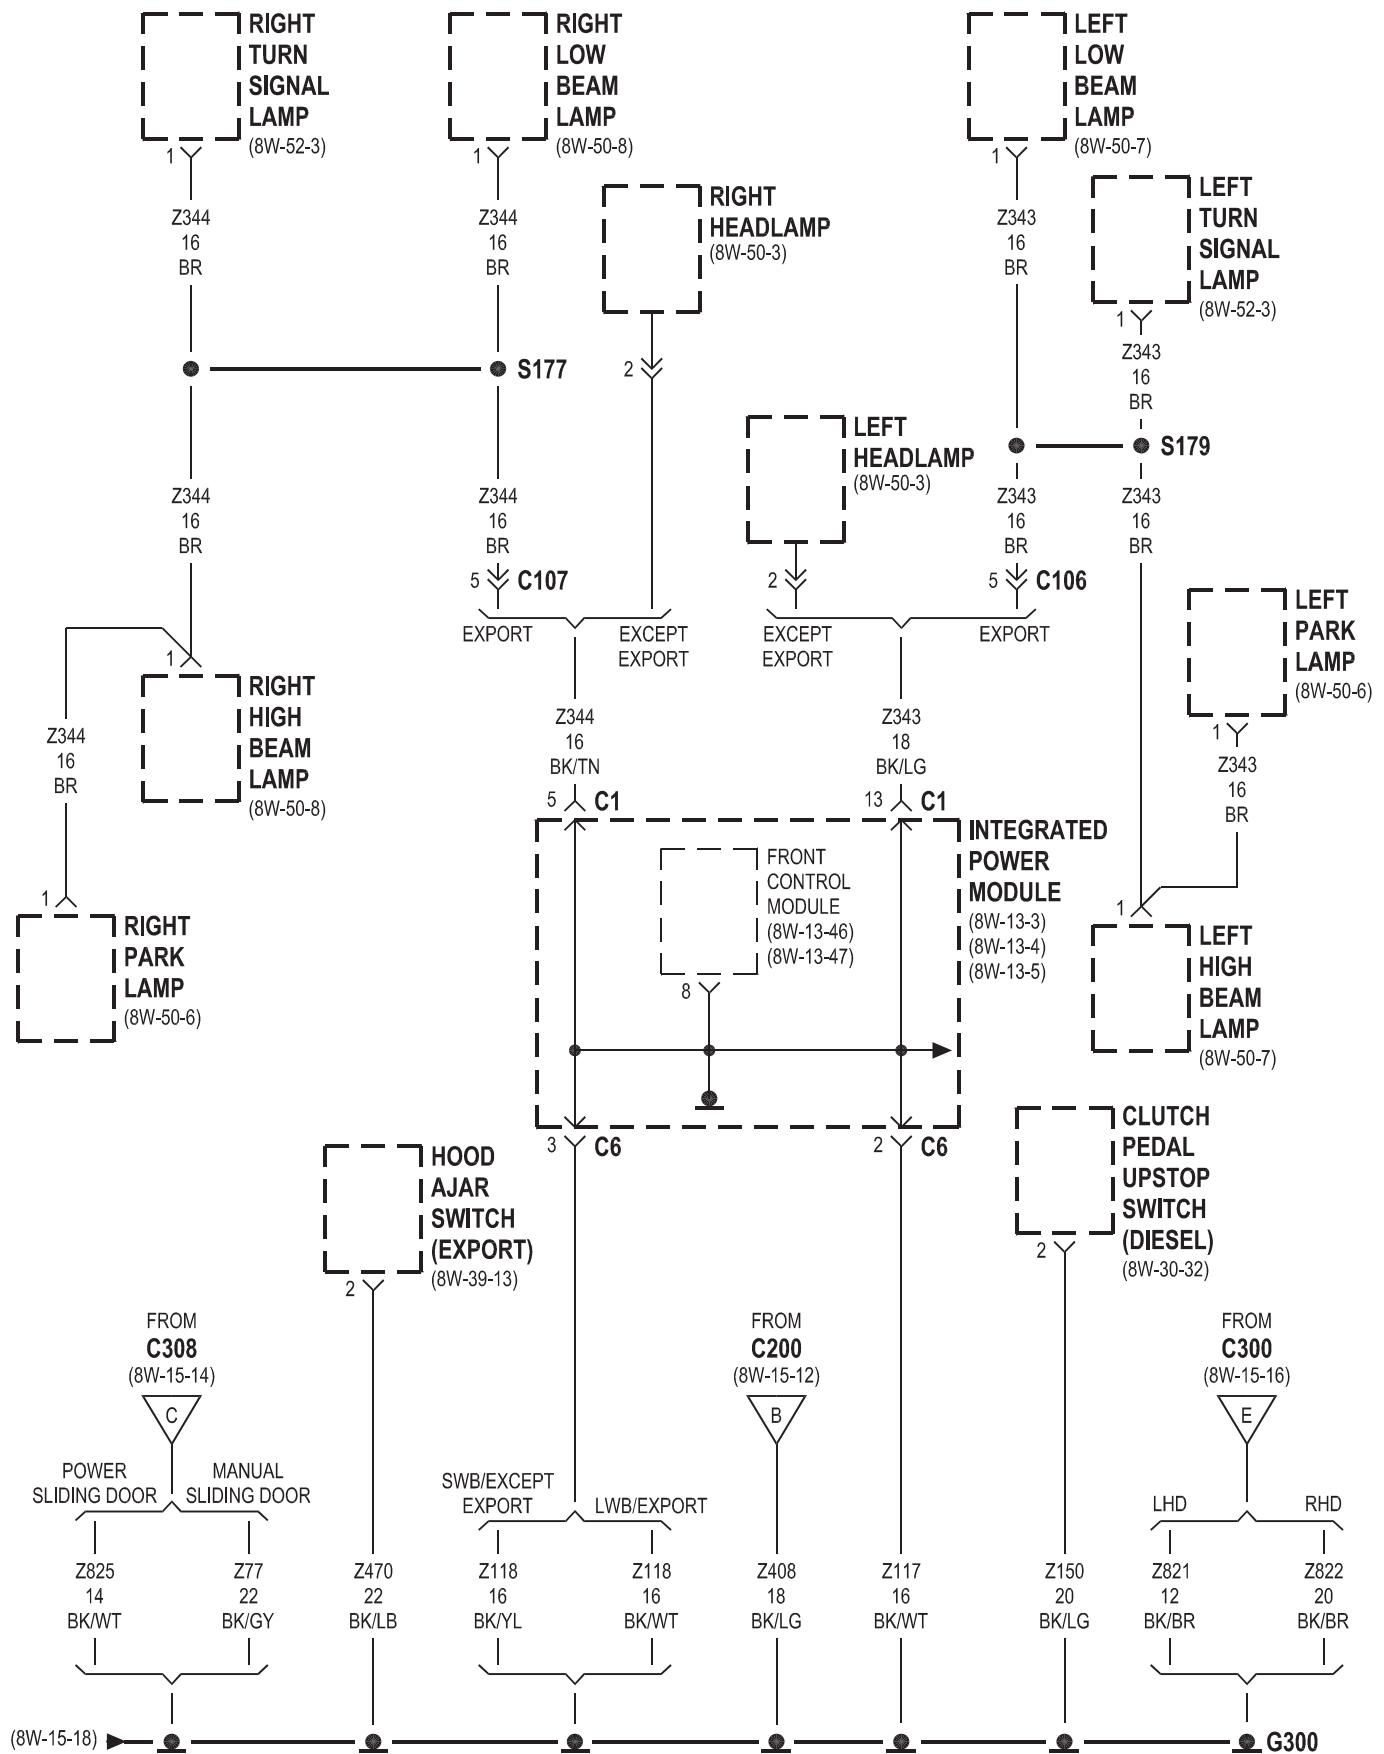 RIGHT
TURN
SIGNAL
LAMP
(8W-52-3)
1
RIGHT
LOW
BEAM
LAMP
(8W-50-8)
1
LEFT
LOW
BEAM
LAMP
(8W-50-7)
1
RIGHT
HEADLAMP
(8W-50-3)
LEFT
TURN
SIGNAL
LAMP
(8W-52-3)
1
Z344
16
BR
Z344
16
BR
Z343
16
BR
Z343
16
BR
S177
2
LEFT
HEADLAMP
(8W-50-3)
S179
Z344
16
BR
Z344
16
BR
Z343
16
BR
Z343
16
BR
5
C107
2
5
C106
EXPORT
EXCEPT
EXPORT
EXCEPT
EXPORT
EXPORT
LEFT
PARK
LAMP
(8W-50-6)
1
1
RIGHT
HIGH
BEAM
LAMP
(8W-50-8)
Z344
16
BR
Z344
16
BK/TN
Z343
18
BK/LG
Z343
16
BR
5
C1
13
C1
INTEGRATED
POWER
MODULE
(8W-13-3)
(8W-13-4)
(8W-13-5)
FRONT
CONTROL
MODULE
(8W-13-46)
(8W-13-47)
8
1
RIGHT
PARK
LAMP
(8W-50-6)
1
LEFT
HIGH
BEAM
LAMP
(8W-50-7)
3
C6
2
C6
HOOD
AJAR
SWITCH
(EXPORT)
(8W-39-13)
2
CLUTCH
PEDAL
UPSTOP
SWITCH
(DIESEL)
(8W-30-32)
2
FROM
C308
(8W-15-14)
C
FROM
C200
(8W-15-12)
B
FROM
C300
(8W-15-16)
E
POWER
SLIDING DOOR
MANUAL
SLIDING DOOR
SWB/EXCEPT
EXPORT
LWB/EXPORT
LHD
RHD
Z825
14
BK/WT
Z77
22
BK/GY
Z470
22
BK/LB
Z118
16
BK/YL
Z118
16
BK/WT
Z408
18
BK/LG
Z117
16
BK/WT
Z150
20
BK/LG
Z821
12
BK/BR
Z822
20
BK/BR
(8W-15-18)
G300